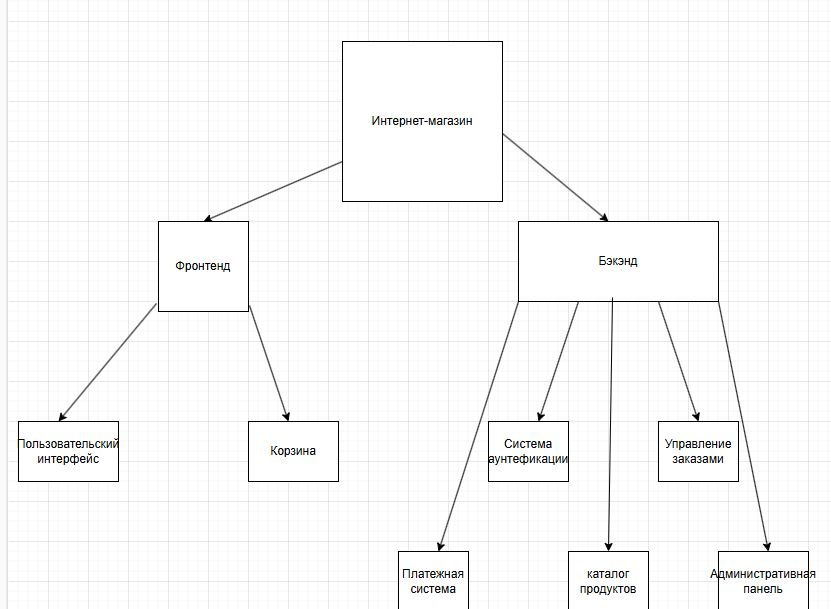 Интернет-магазин
Фронтенд
Бэкэнд
Пользовательский
интерфейс
Корзина
Система
аунтефикации
Управление
заказами
Платежная
система
каталог
продуктов
Административная
панель